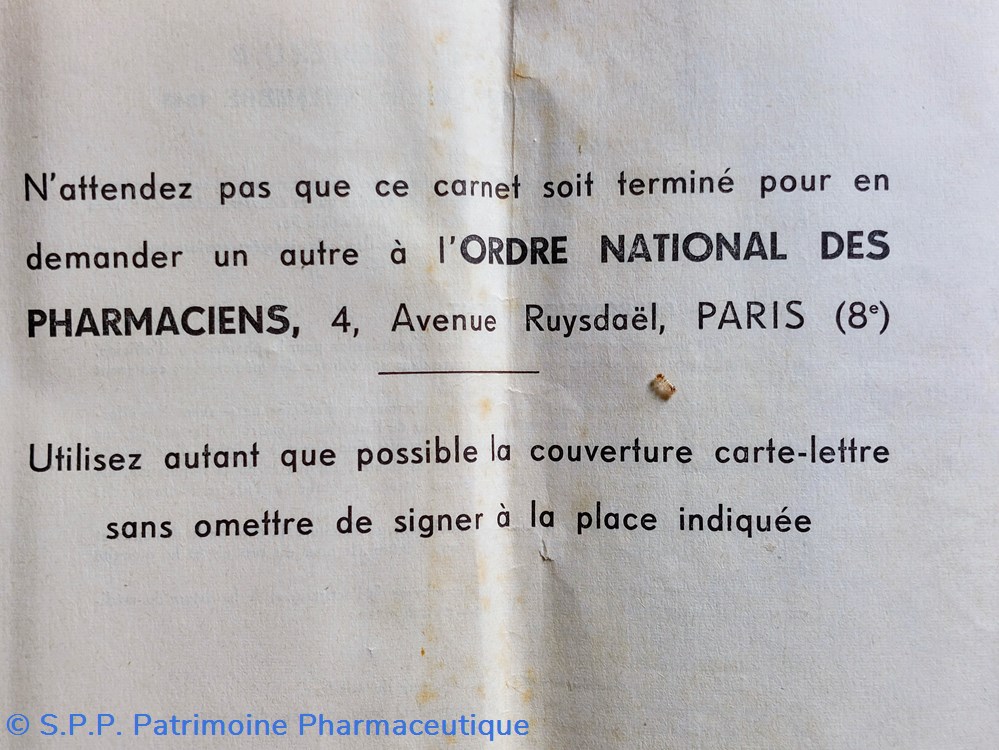 N'attendez pas que ce carnet soit terminé pour en
demander un autre à l'ORDRE NATIONAL DES
PHARMACIENS, 4, Avenue Ruysdaël, PARIS (8e)
Utilisez autant que possible la couverture carte-lettre
sans omettre de signer à la place indiquée
© S.P.P. Patrimoine Pharmaceutique